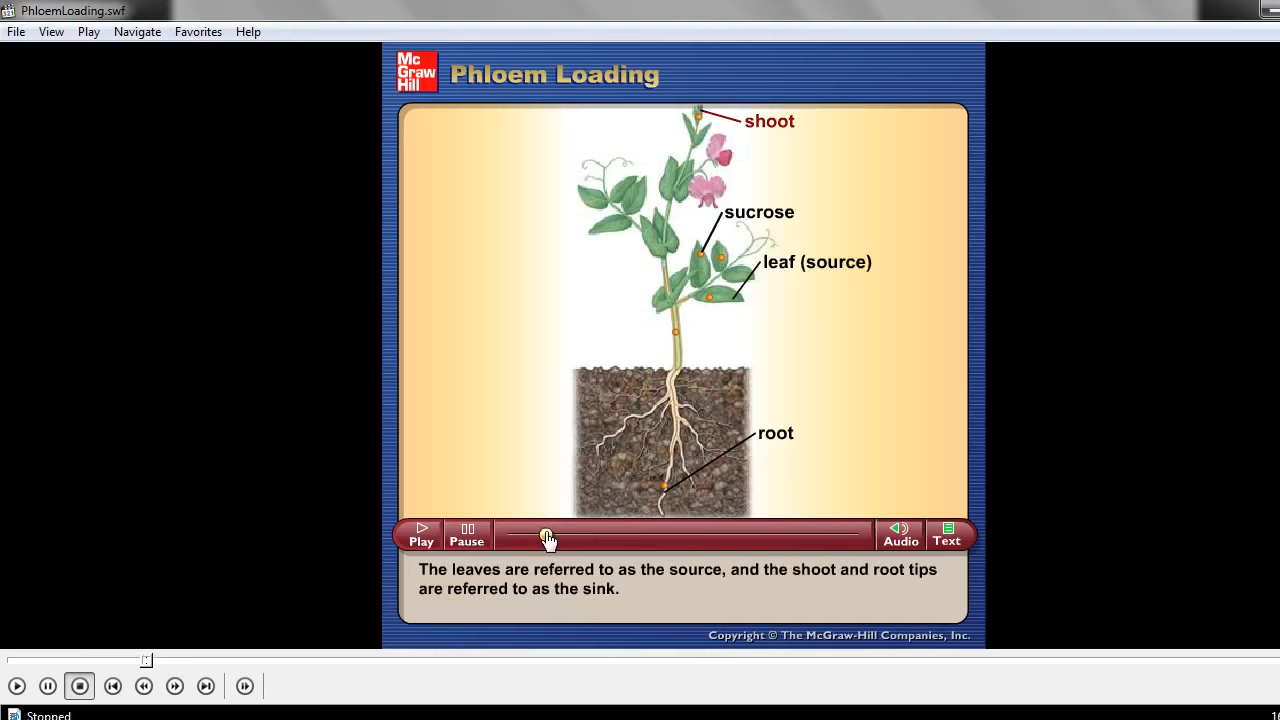 PhloemLoading.swf
File View Play Navigate Favorites Help
Mc
Graw
Hill
Phloem Loading
shoot
sucrose
leaf (source)
root
Play Pause Audio Text
The leaves are referred to as the source, and the shoot and root tips
are referred to as the sink.
Copyright © The McGraw-Hill Companies, Inc.
Stopped